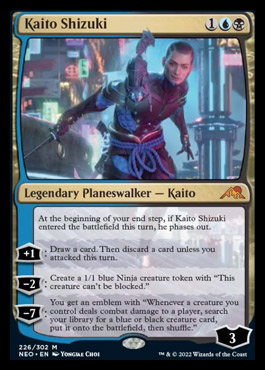 Kaito Shizuki 1
Legendary Planeswalker — Kaito
At the beginning of your end step, if Kaito Shizuki
entered the battlefield this turn, he phases out.
+1 : Draw a card. Then discard a card unless you
attacked this turn.
−2 : Create a 1/1 blue Ninja creature token with “This
creature can't be blocked.”
−7 : You get an emblem with “Whenever a creature you
control deals combat damage to a player, search
your library for a blue or black creature card,
put it onto the battlefield, then shuffle.”
3
226/302 M
NEO • EN YONGJAE CHOI
™ & © 2022 Wizards of the Coast